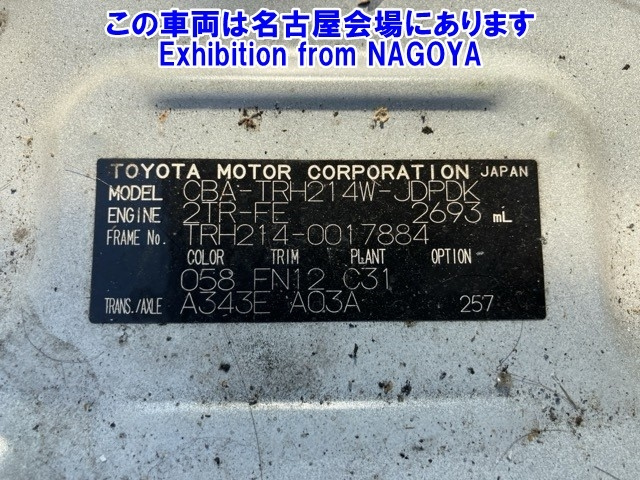 この車両は名古屋会場にあります
Exhibition from NAGOYA
TOYOTA MOTOR CORPORATION JAPAN
MODEL CBA-TRH214W-JDPDK
ENGINE 2TR-FE 2693 mL
FRAME No. TRH214-0017884
COLOR TRIM PLANT OPTION
058 FN12 C31
TRANS./AXLE A343E A03A 257